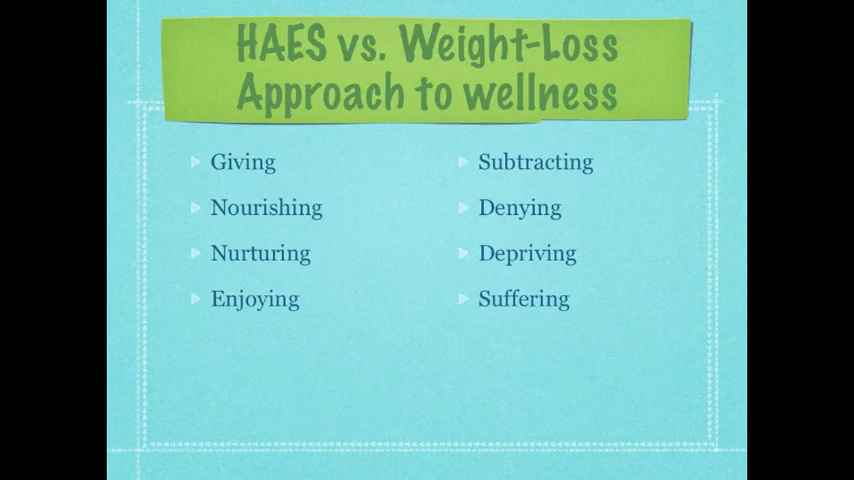 HAES vs. Weight-Loss
Approach to wellness
Giving
Nourishing
Nurturing
Enjoying
Subtracting
Denying
Depriving
Suffering